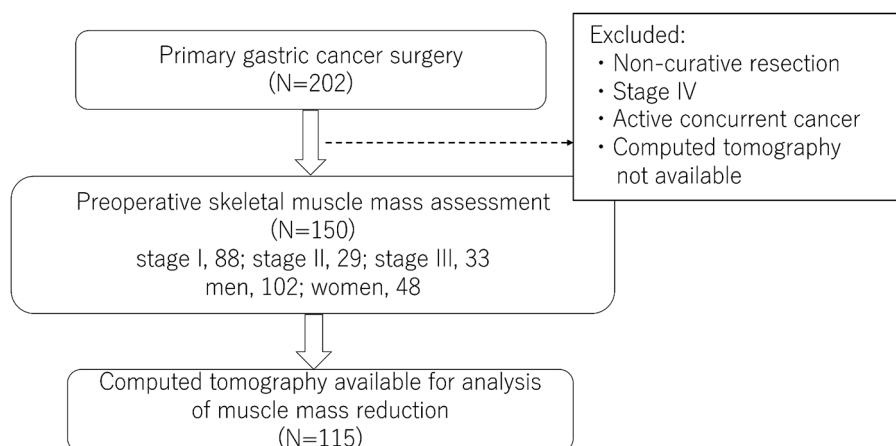 Primary gastric cancer surgery
(N=202)
Excluded:
・Non-curative resection
・Stage IV
・Active concurrent cancer
・Computed tomography
not available
Preoperative skeletal muscle mass assessment
(N=150)
stage I, 88; stage II, 29; stage III, 33
men, 102; women, 48
Computed tomography available for analysis
of muscle mass reduction
(N=115)